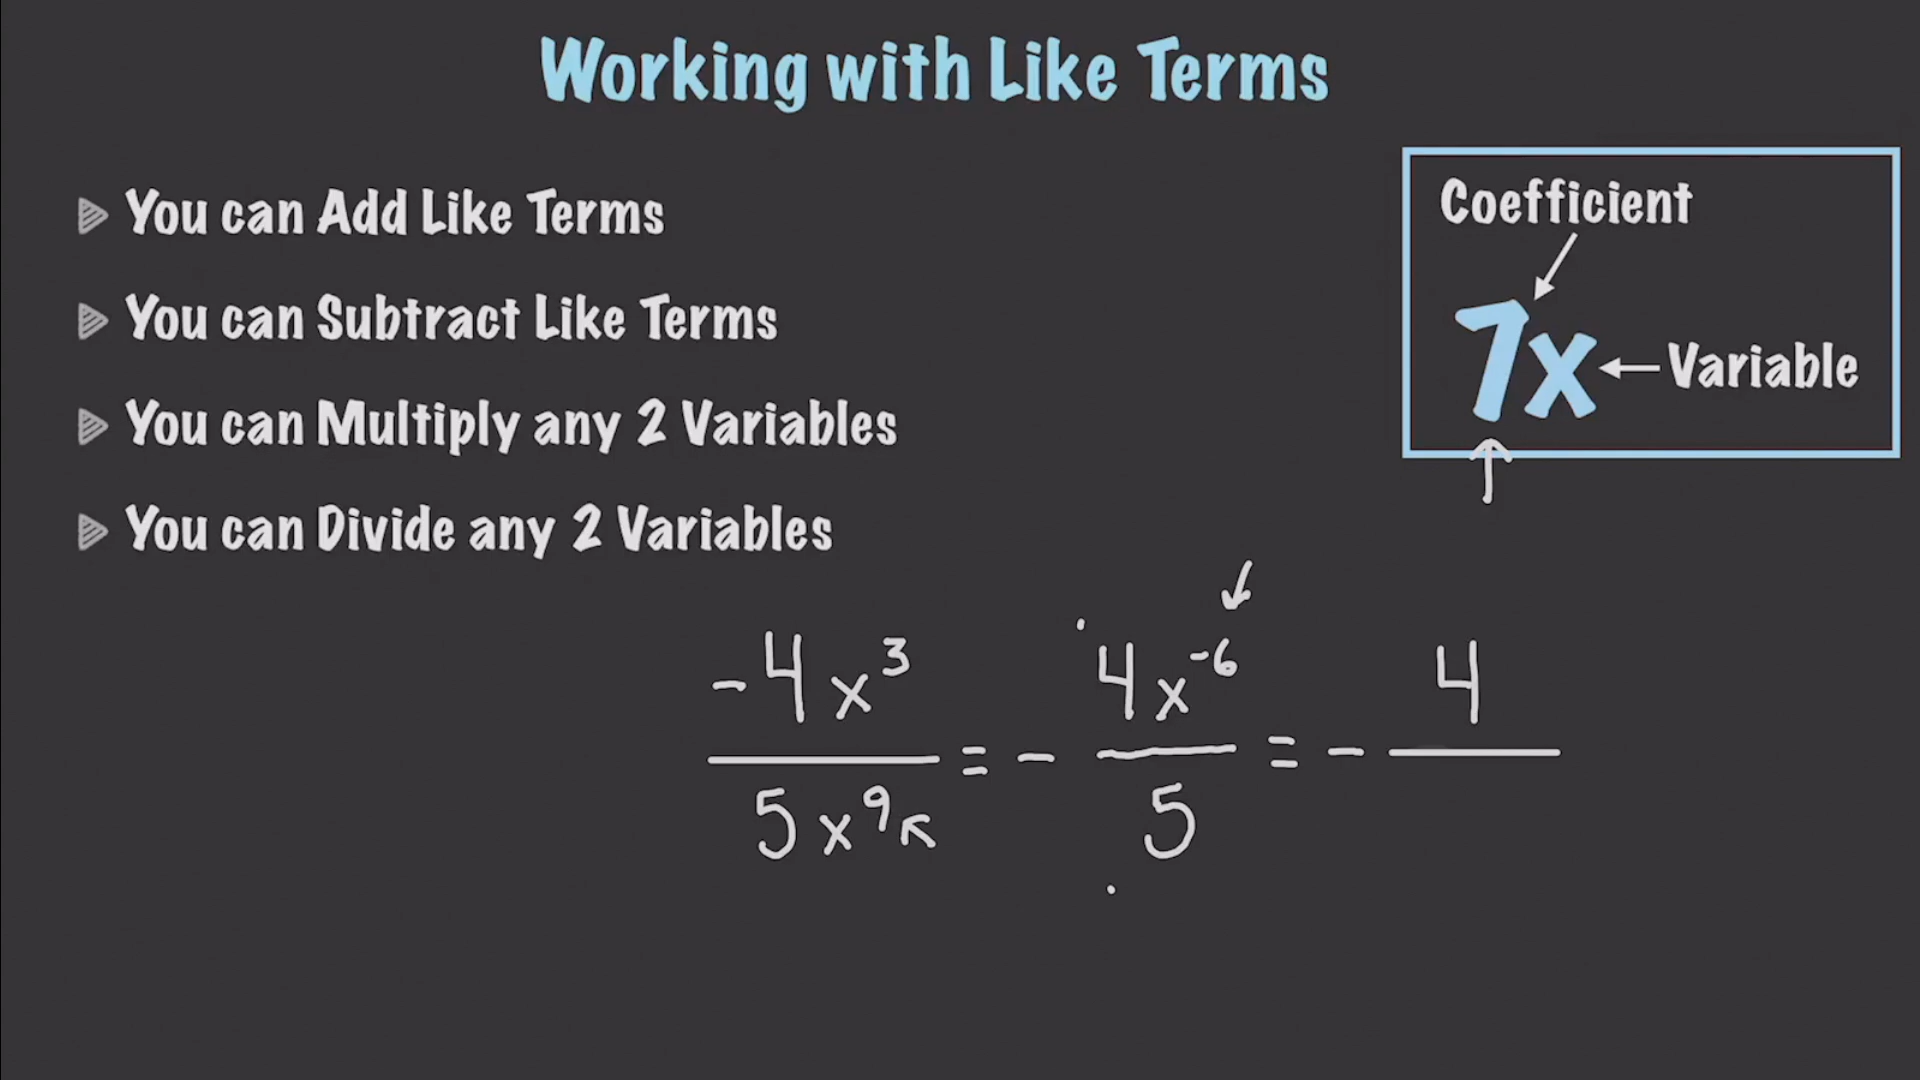 Working with Like Terms
You can Add Like Terms
You can Subtract Like Terms
You can Multiply any 2 Variables
You can Divide any 2 Variables
Coefficient
7x
Variable
-4x³ / 5x⁹ = - 4x⁻⁶ / 5 = - 4 /